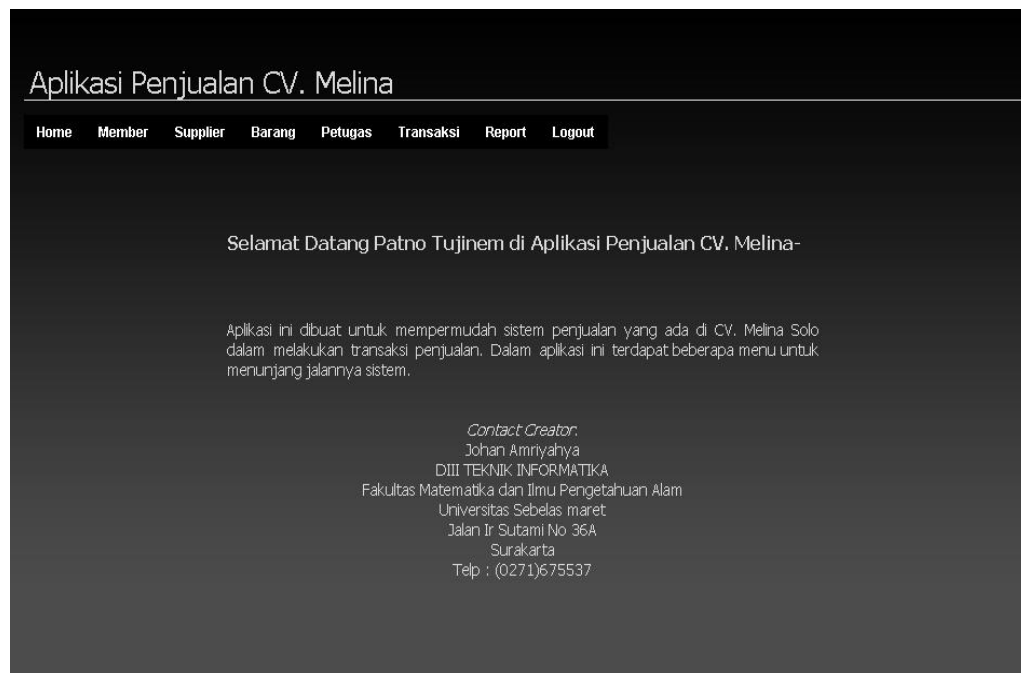 Aplikasi Penjualan CV. Melina
Home Member Supplier Barang Petugas Transaksi Report Logout
Selamat Datang Patno Tujinem di Aplikasi Penjualan CV. Melina-
Aplikasi ini dibuat untuk mempermudah sistem penjualan yang ada di CV. Melina Solo
dalam melakukan transaksi penjualan. Dalam aplikasi ini terdapat beberapa menu untuk
menunjang jalannya sistem.
Contact Creator:
Johan Amriyahya
DIII TEKNIK INFORMATIKA
Fakultas Matematika dan Ilmu Pengetahuan Alam
Universitas Sebelas maret
Jalan Ir Sutami No 36A
Surakarta
Telp : (0271)675537